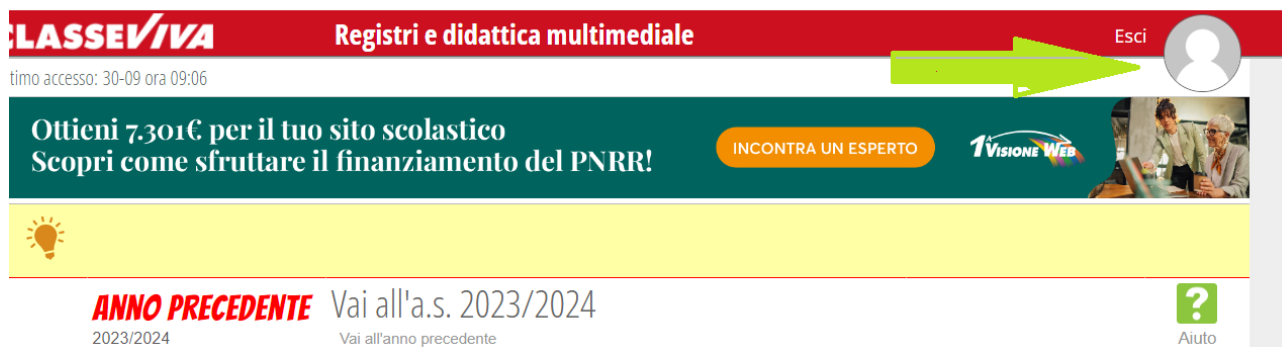 CLASSEVIVA Registri e didattica multimediale Esci
timo accesso: 30-09 ora 09:06
Ottieni 7.301€ per il tuo sito scolastico
Scopri come sfruttare il finanziamento del PNRR!
INCONTRA UN ESPERTO
1A VISIONE WEB
ANNO PRECEDENTE Vai all'a.s. 2023/2024
2023/2024 Vai all'anno precedente Aiuto